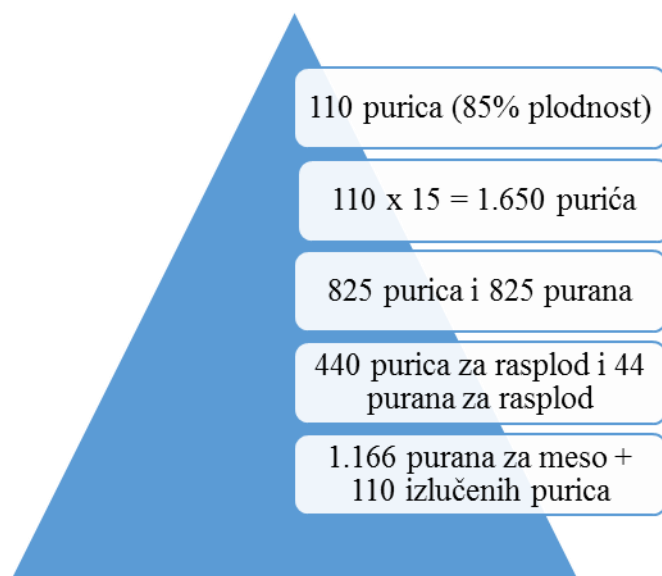 110 purica (85% plodnost)
110 x 15 = 1.650 purića
825 purica i 825 purana
440 purica za rasplod i 44
purana za rasplod
1.166 purana za meso +
110 izlučenih purica